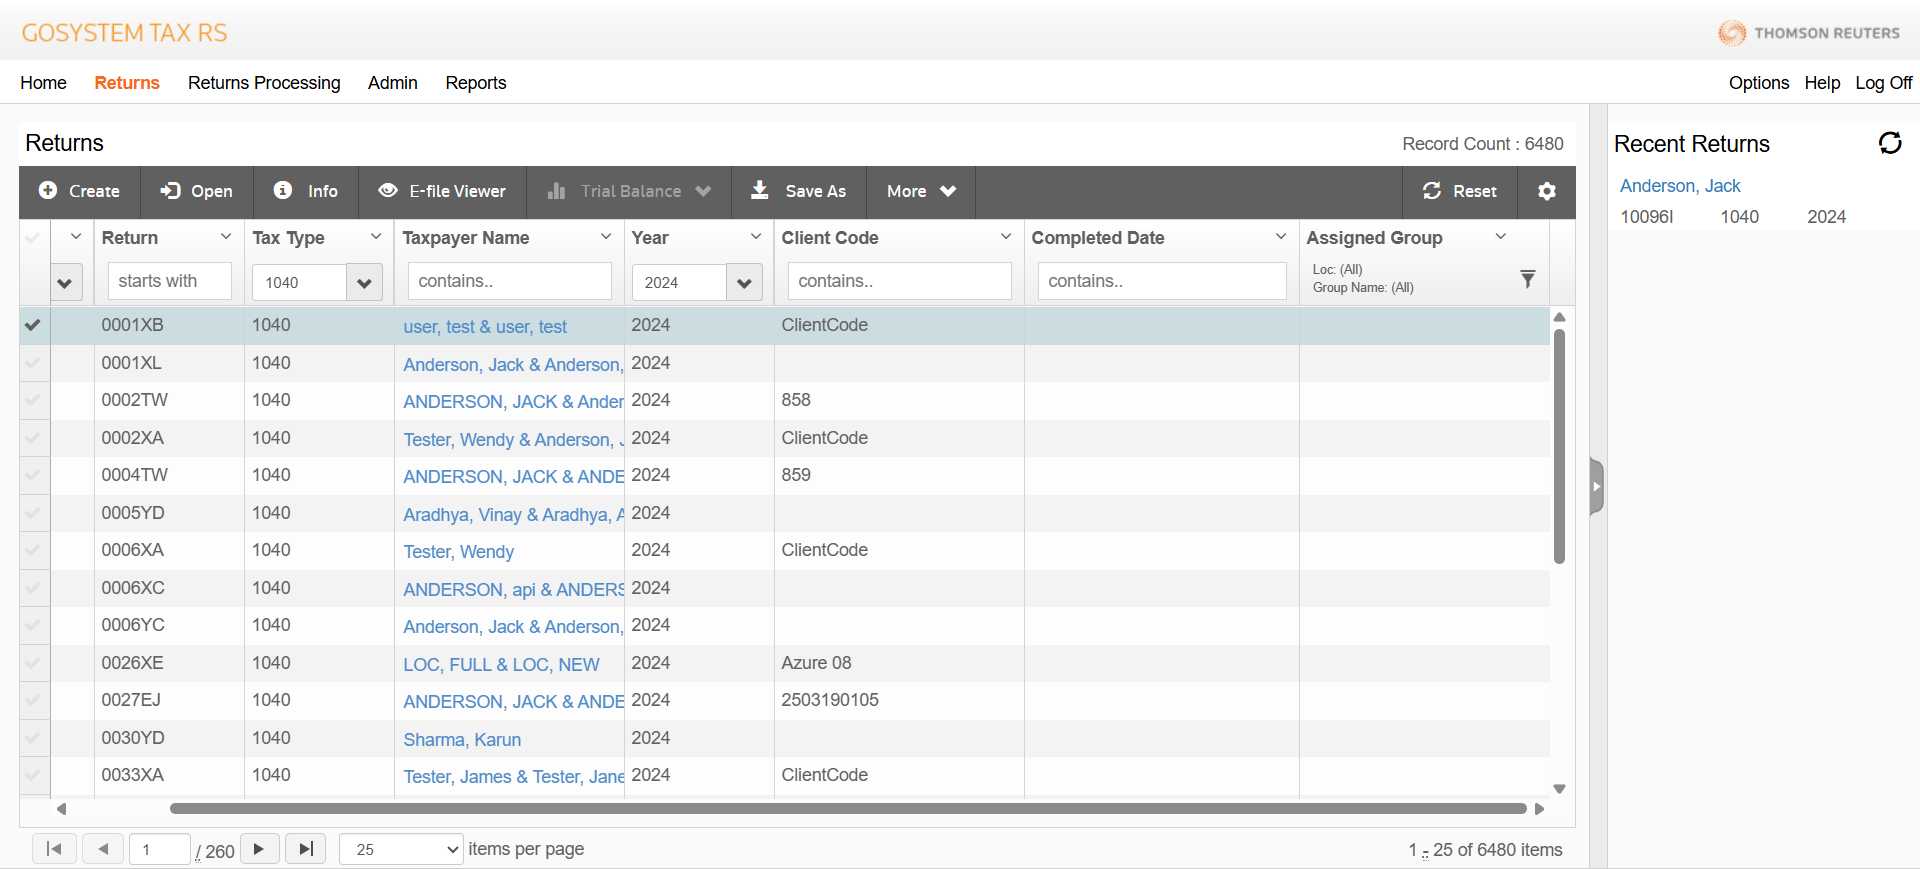 GOSYSTEM TAX RS
THOMSON REUTERS
Home Returns Returns Processing Admin Reports Options Help Log Off
Returns
Record Count : 6480
Create Open Info E-file Viewer Trial Balance Save As More Reset
Return Tax Type Taxpayer Name Year Client Code Completed Date Assigned Group
starts with 1040 contains.. 2024 contains.. contains..
Loc: (All)
Group Name: (All)
0001XB 1040 user, test & user, test 2024 ClientCode
0001XL 1040 Anderson, Jack & Anderson, 2024
0002TW 1040 ANDERSON, JACK & Ander 2024 858
0002XA 1040 Tester, Wendy & Anderson, J 2024 ClientCode
0004TW 1040 ANDERSON, JACK & ANDE 2024 859
0005YD 1040 Aradhya, Vinay & Aradhya, A 2024
0006XA 1040 Tester, Wendy 2024 ClientCode
0006XC 1040 ANDERSON, api & ANDERS 2024
0006YC 1040 Anderson, Jack & Anderson, 2024
0026XE 1040 LOC, FULL & LOC, NEW 2024 Azure 08
0027EJ 1040 ANDERSON, JACK & ANDE 2024 2503190105
0030YD 1040 Sharma, Karun 2024
0033XA 1040 Tester, James & Tester, Jane 2024 ClientCode
1 / 260 25 items per page
1 - 25 of 6480 items
Recent Returns
Anderson, Jack
10096I 1040 2024